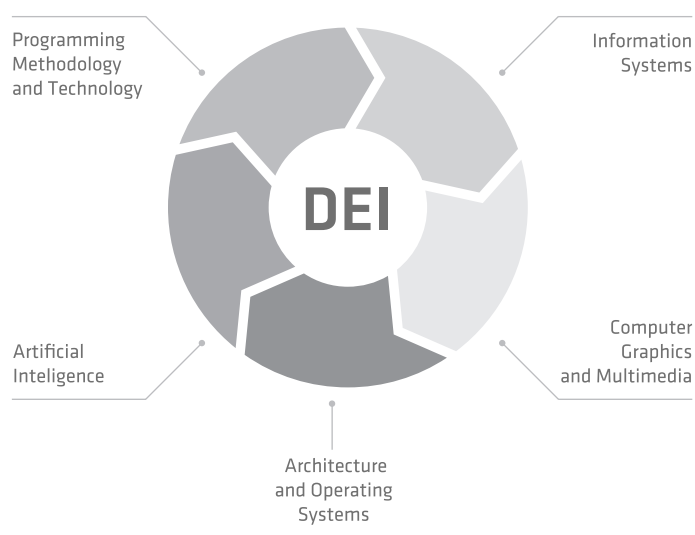 Programming
Methodology
and Technology
Information
Systems
DEI
Artificial
Inteligence
Computer
Graphics
and Multimedia
Architecture
and Operating
Systems